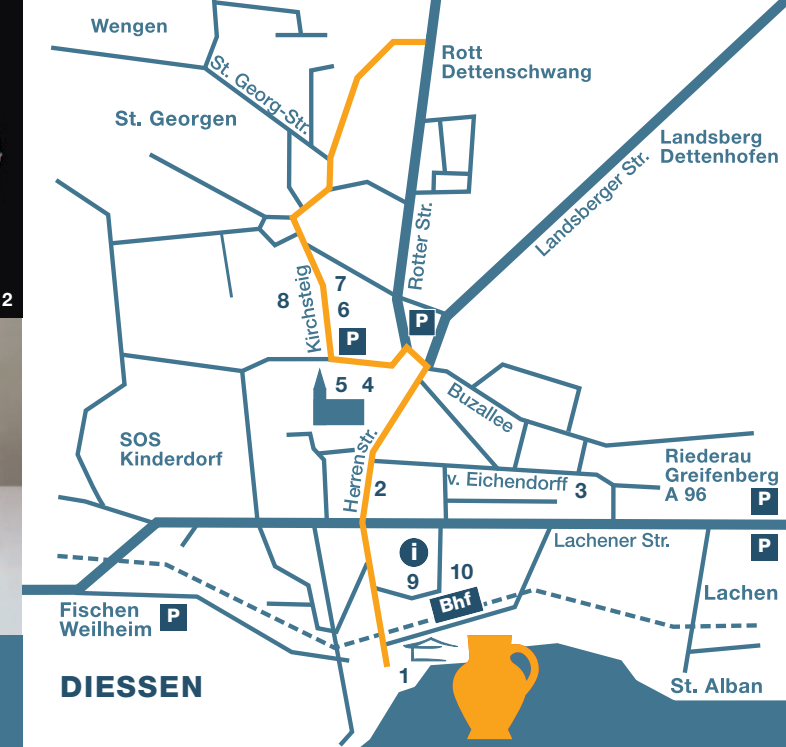 Wengen
St. Georg-Str.
St. Georgen
Rott
Dettenschwang
Landsberg
Dettenhofen
Landsberger Str.
Rotter Str.
2
Kirchsteig
8
7
6
P
P
5 4
Buzallee
SOS
Kinderdorf
Herrenstr.
2
v. Eichendorff
3
Riederau
Greifenberg
A 96
P
Lachener Str.
P
i
9
10
Bhf
Lachen
Fischen
Weilheim
P
1
DIESSEN
St. Alban